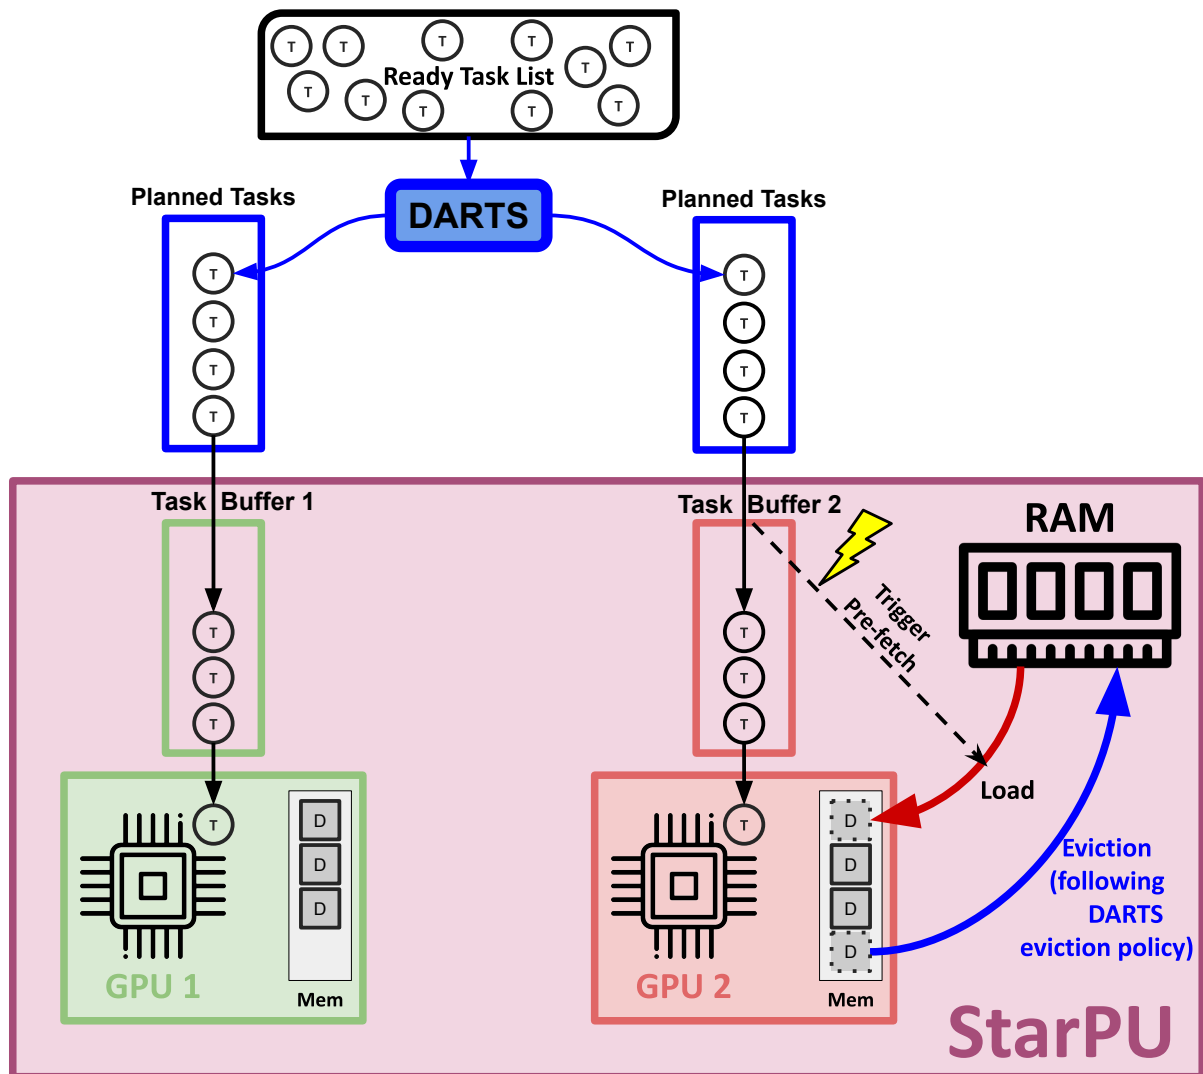 T T T T T
T
Ready Task List
T T T T T
DARTS
Planned Tasks
T
T
T
T
Planned Tasks
T
T
T
T
Task Buffer 1
T
T
T
T
D
D
D
GPU 1
Mem
Task Buffer 2
T
T
T
T
D
D
D
D
GPU 2
Mem
Trigger
Pre-fetch
RAM
Load
Eviction
(following
DARTS
eviction policy)
StarPU